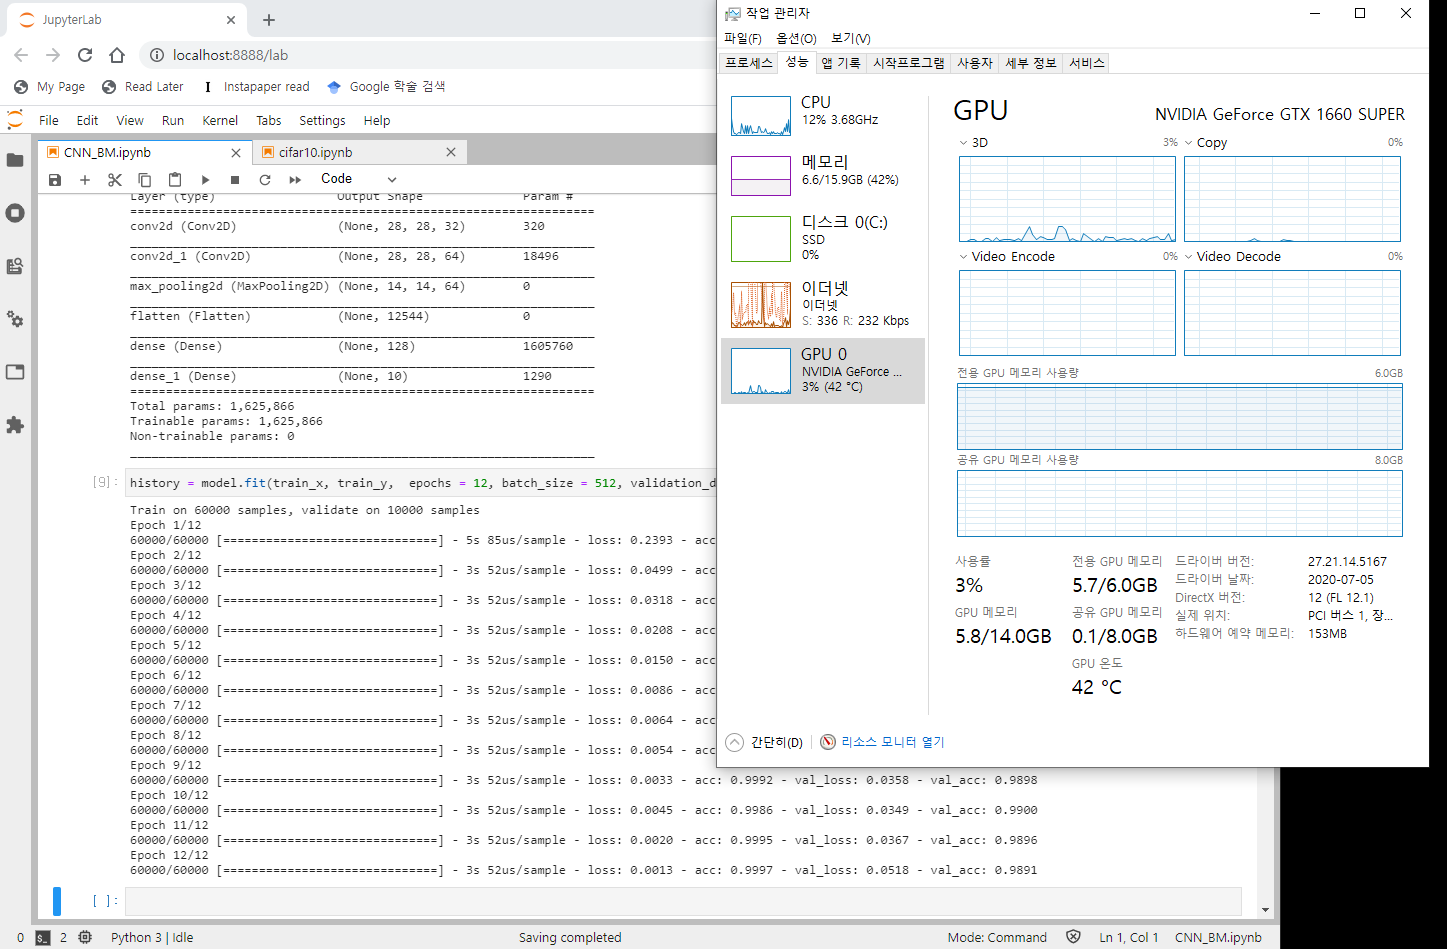 JupyterLab
localhost:8888/lab
My Page Read Later Instapaper read Google 학술 검색
File Edit View Run Kernel Tabs Settings Help
CNN_BM.ipynb cifar10.ipynb
Code
Layer (type) Output Shape Param #
=================================================================
conv2d (Conv2D) (None, 28, 28, 32) 320
_________________________________________________________________
conv2d_1 (Conv2D) (None, 28, 28, 64) 18496
_________________________________________________________________
max_pooling2d (MaxPooling2D) (None, 14, 14, 64) 0
_________________________________________________________________
flatten (Flatten) (None, 12544) 0
_________________________________________________________________
dense (Dense) (None, 128) 1605760
_________________________________________________________________
dense_1 (Dense) (None, 10) 1290
=================================================================
Total params: 1,625,866
Trainable params: 1,625,866
Non-trainable params: 0
_________________________________________________________________
[9]: history = model.fit(train_x, train_y, epochs = 12, batch_size = 512, validation_d
Train on 60000 samples, validate on 10000 samples
Epoch 1/12
60000/60000 [==============================] - 5s 85us/sample - loss: 0.2393 - acc
Epoch 2/12
60000/60000 [==============================] - 3s 52us/sample - loss: 0.0499 - acc
Epoch 3/12
60000/60000 [==============================] - 3s 52us/sample - loss: 0.0318 - acc
Epoch 4/12
60000/60000 [==============================] - 3s 52us/sample - loss: 0.0208 - acc
Epoch 5/12
60000/60000 [==============================] - 3s 52us/sample - loss: 0.0150 - acc
Epoch 6/12
60000/60000 [==============================] - 3s 52us/sample - loss: 0.0086 - acc
Epoch 7/12
60000/60000 [==============================] - 3s 52us/sample - loss: 0.0064 - acc
Epoch 8/12
60000/60000 [==============================] - 3s 52us/sample - loss: 0.0054 - acc
Epoch 9/12
60000/60000 [==============================] - 3s 52us/sample - loss: 0.0033 - acc: 0.9992 - val_loss: 0.0358 - val_acc: 0.9898
Epoch 10/12
60000/60000 [==============================] - 3s 52us/sample - loss: 0.0045 - acc: 0.9986 - val_loss: 0.0349 - val_acc: 0.9900
Epoch 11/12
60000/60000 [==============================] - 3s 52us/sample - loss: 0.0020 - acc: 0.9995 - val_loss: 0.0367 - val_acc: 0.9896
Epoch 12/12
60000/60000 [==============================] - 3s 52us/sample - loss: 0.0013 - acc: 0.9997 - val_loss: 0.0518 - val_acc: 0.9891
[ ]:
0 2 Python 3 | Idle Saving completed Mode: Command Ln 1, Col 1 CNN_BM.ipynb
작업 관리자
파일(F) 옵션(O) 보기(V)
프로세스 성능 앱 기록 시작프로그램 사용자 세부 정보 서비스
CPU
12% 3.68GHz
메모리
6.6/15.9GB (42%)
디스크 0(C:)
SSD
0%
이더넷
이더넷
S: 336 R: 232 Kbps
GPU 0
NVIDIA GeForce ...
3% (42 °C)
GPU NVIDIA GeForce GTX 1660 SUPER
3D 3% Copy 0%
Video Encode 0% Video Decode 0%
전용 GPU 메모리 사용량 6.0GB
공유 GPU 메모리 사용량 8.0GB
사용률
3%
GPU 메모리
5.8/14.0GB
전용 GPU 메모리
5.7/6.0GB
공유 GPU 메모리
0.1/8.0GB
GPU 온도
42 °C
드라이버 버전: 27.21.14.5167
드라이버 날짜: 2020-07-05
DirectX 버전: 12 (FL 12.1)
실제 위치: PCI 버스 1, 장...
하드웨어 예약 메모리: 153MB
간단히(D) 리소스 모니터 열기